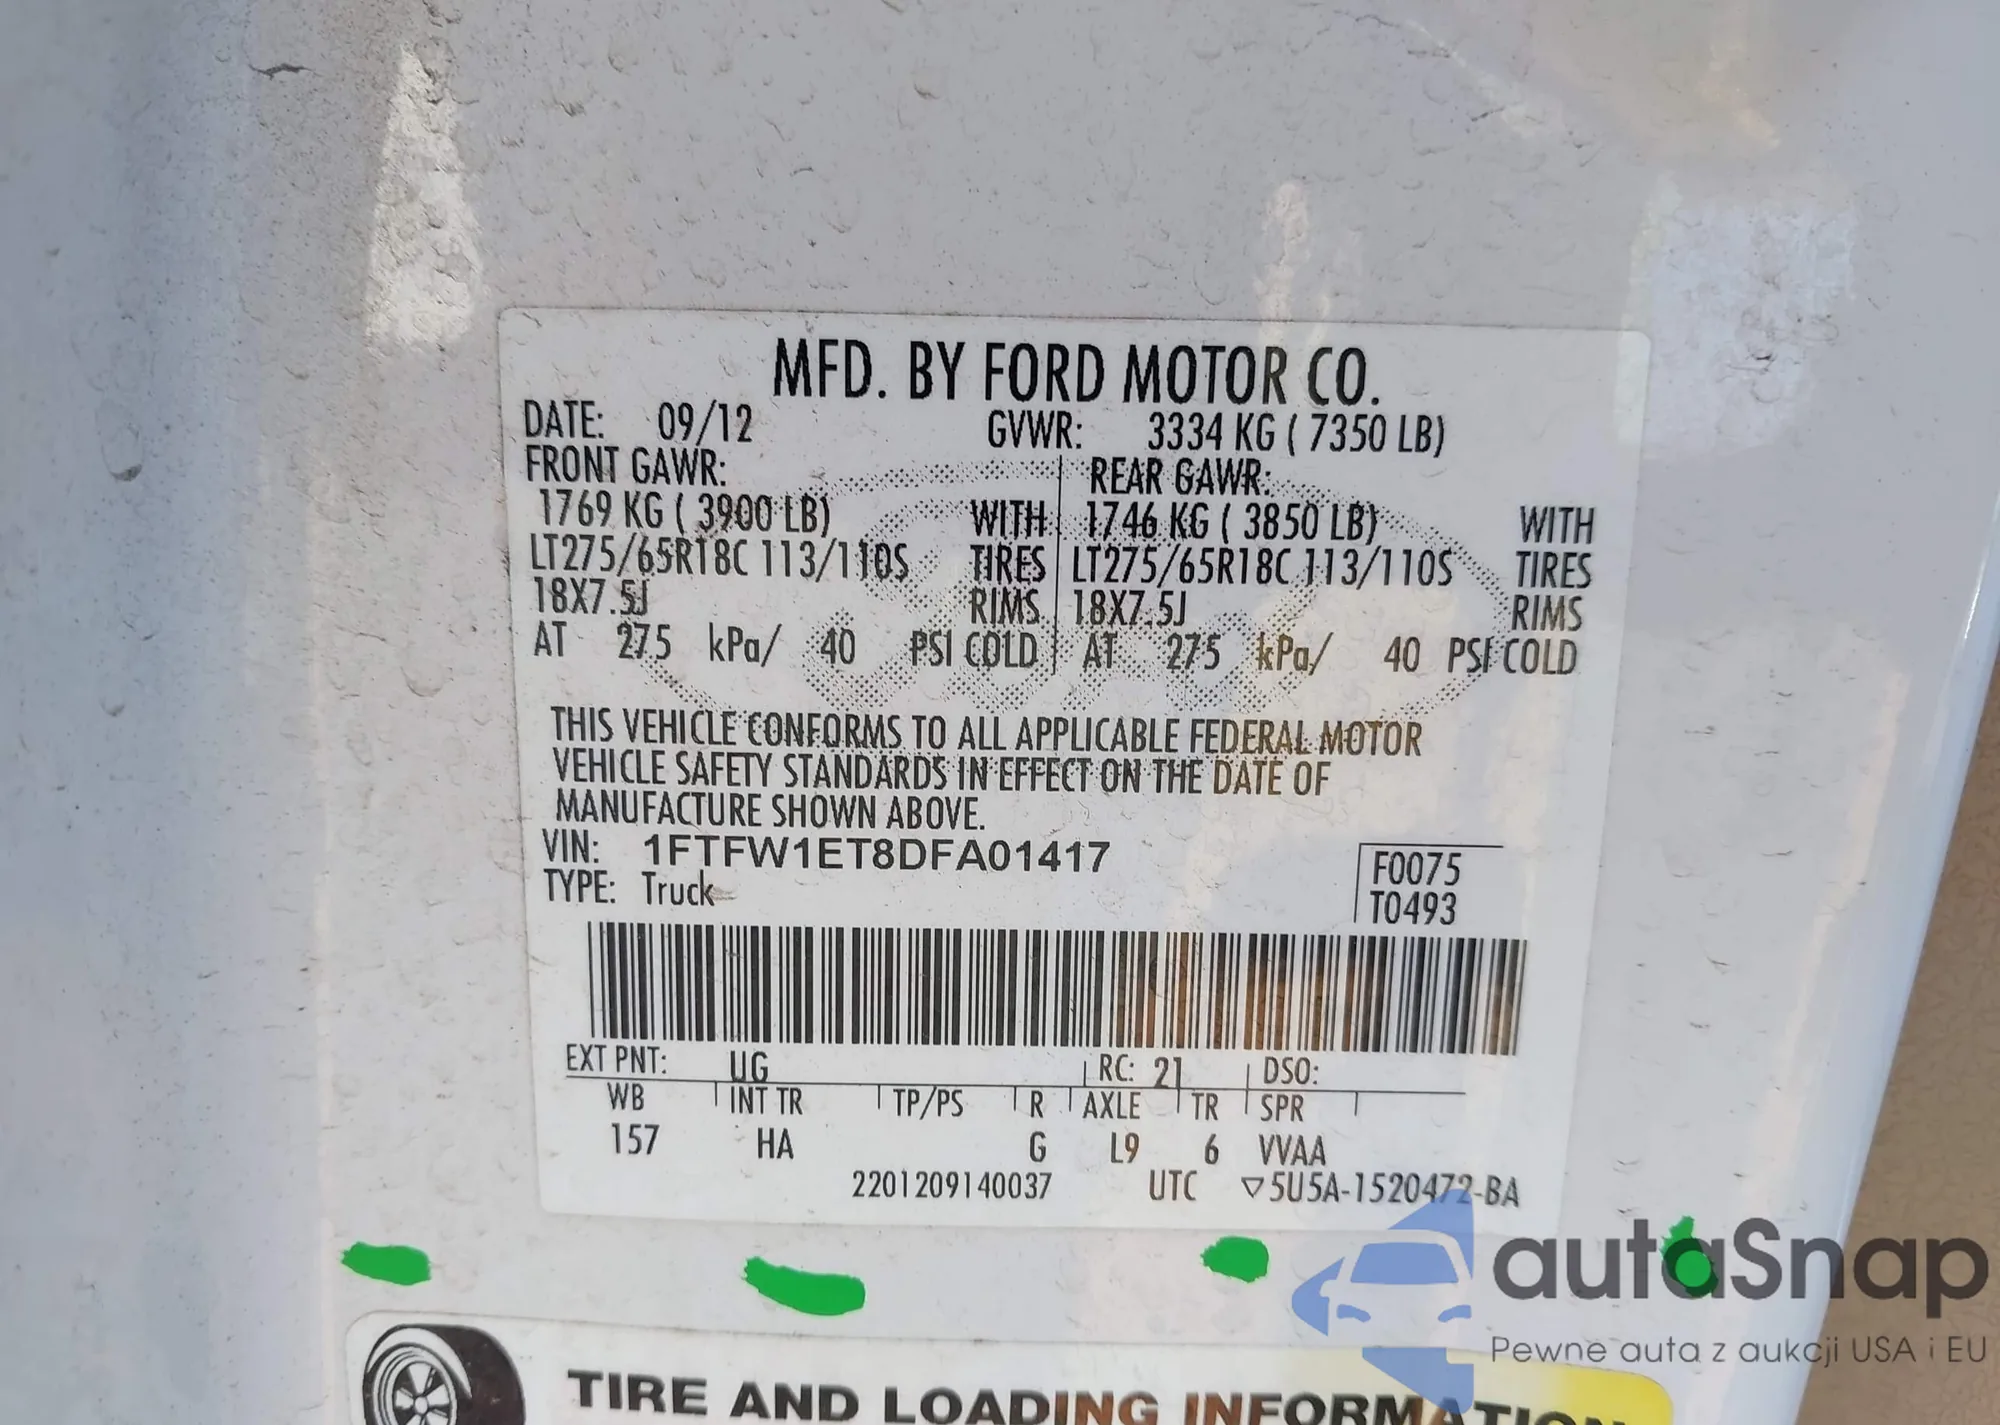 MFD. BY FORD MOTOR CO.
DATE: 09/12 GVWR: 3334 KG ( 7350 LB)
FRONT GAWR: REAR GAWR:
1769 KG ( 3900 LB) WITH 1746 KG ( 3850 LB) WITH
LT275/65R18C 113/110S TIRES LT275/65R18C 113/110S TIRES
18X7.5J RIMS 18X7.5J RIMS
AT 275 kPa/ 40 PSI COLD AT 275 kPa/ 40 PSI COLD
THIS VEHICLE CONFORMS TO ALL APPLICABLE FEDERAL MOTOR
VEHICLE SAFETY STANDARDS IN EFFECT ON THE DATE OF
MANUFACTURE SHOWN ABOVE.
VIN: 1FTFW1ET8DFA01417
TYPE: Truck
F0075
T0493
EXT PNT: UG RC: 21 DSO:
WB INT TR TP/PS R AXLE TR SPR
157 HA G L9 6 VVAA
2201209140037 UTC ▽5U5A-1520472-BA
autoSnap
Pewne auta z aukcji USA i EU
TIRE AND LOADING INFORMATION